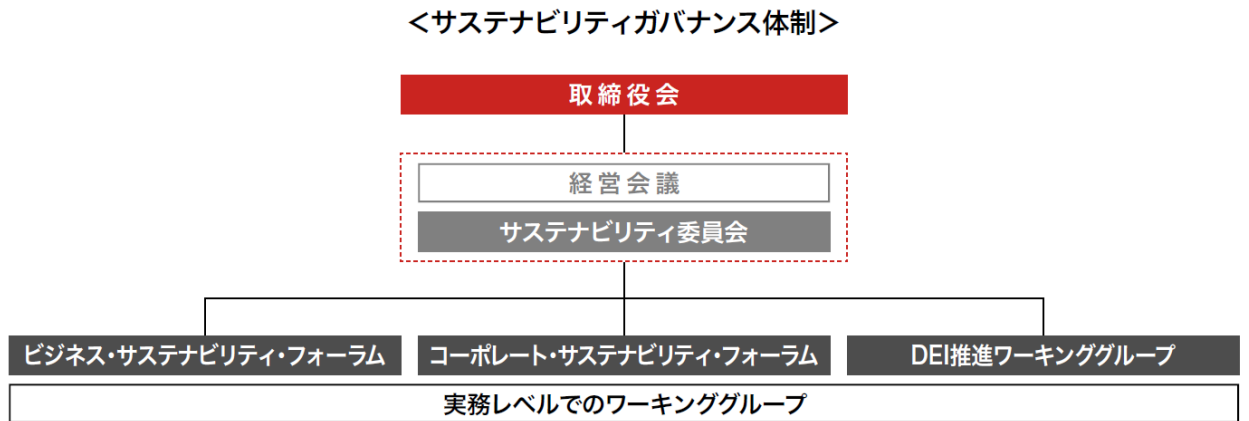 ＜サステナビリティガバナンス体制＞
取締役会
経営会議
サステナビリティ委員会
ビジネス・サステナビリティ・フォーラム
コーポレート・サステナビリティ・フォーラム
DEI推進ワーキンググループ
実務レベルでのワーキンググループ